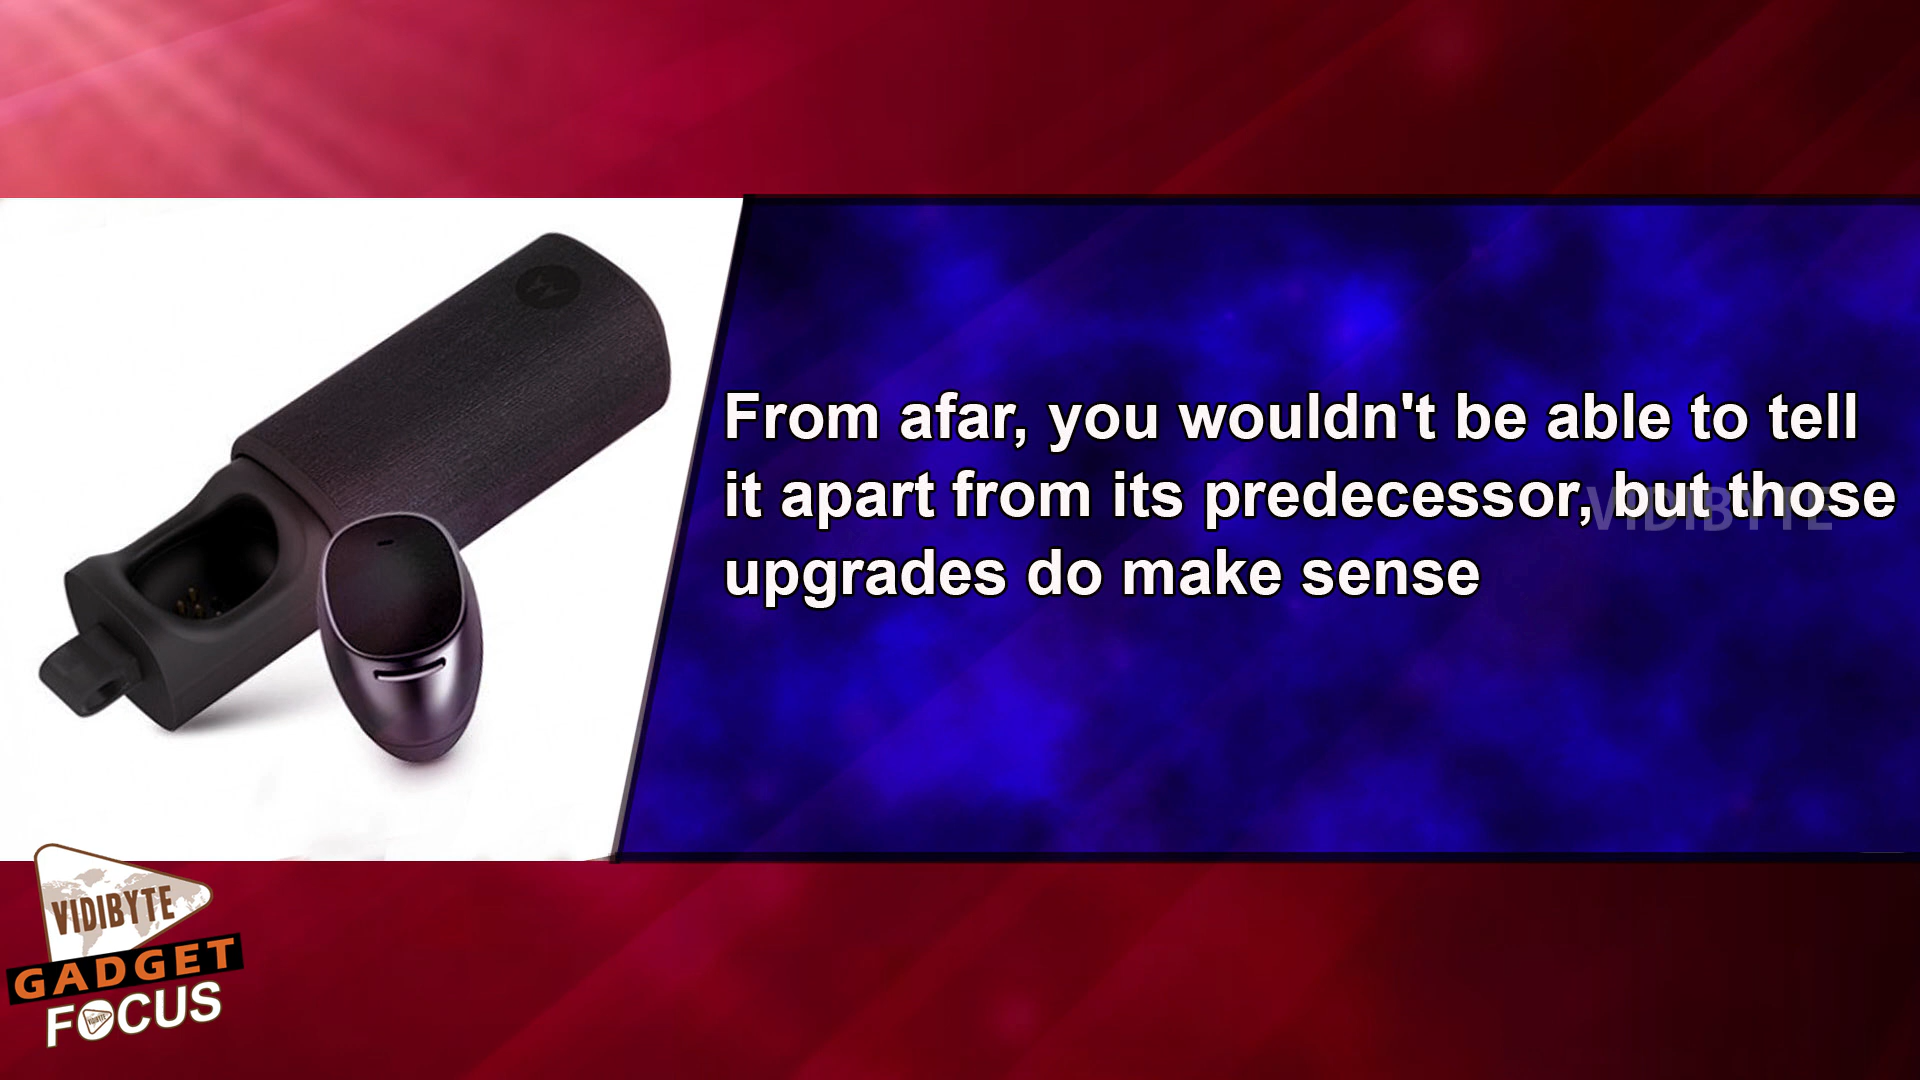 From afar, you wouldn't be able to tell
it apart from its predecessor, but those
upgrades do make sense
VIDIBYTE
VIDIBYTE
GADGET
FOCUS